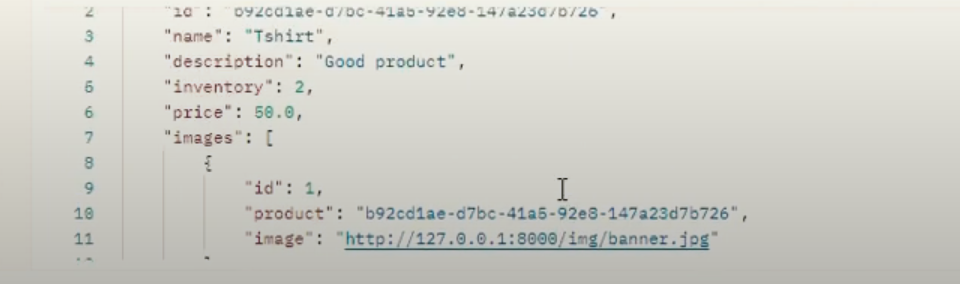 2 "id": "b92cd1ae-d7bc-41a5-92e8-147a23d7b726",
3 "name": "Tshirt",
4 "description": "Good product",
5 "inventory": 2,
6 "price": 50.0,
7 "images": [
8 {
9 "id": 1,
10 "product": "b92cd1ae-d7bc-41a5-92e8-147a23d7b726",
11 "image": "http://127.0.0.1:8000/img/banner.jpg"